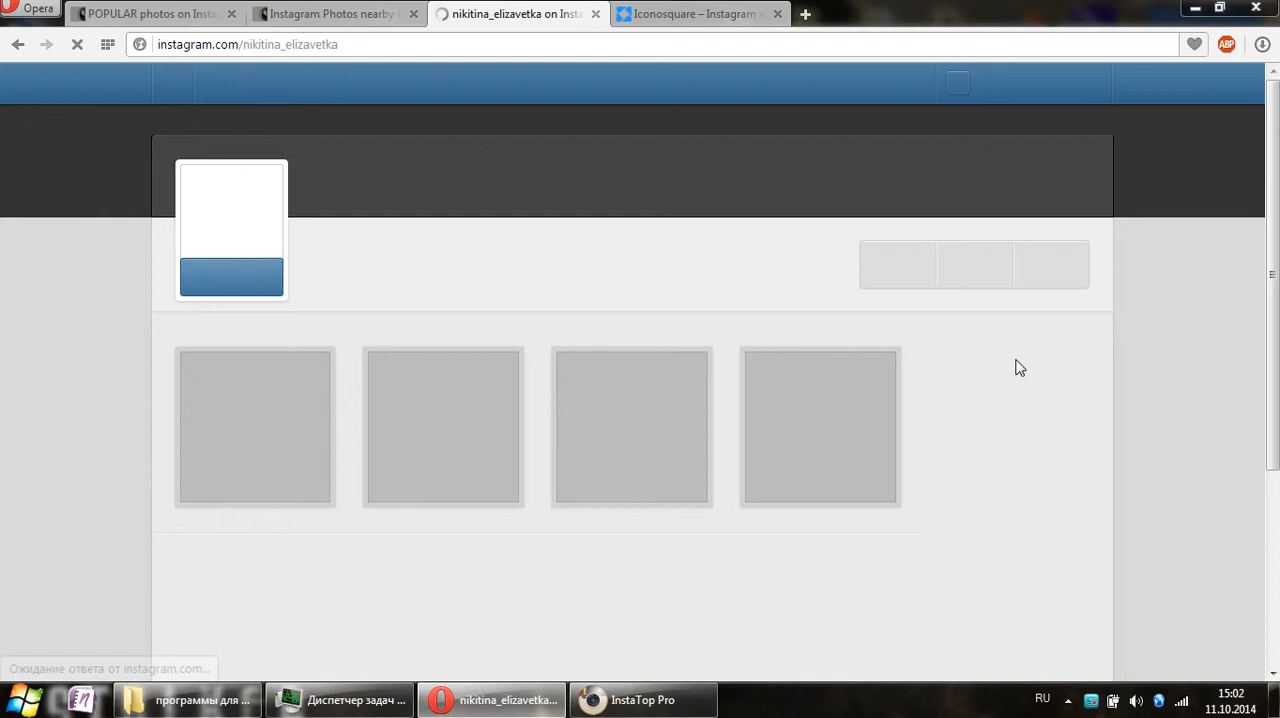 Opera
POPULAR photos on Insta
Instagram Photos nearby
nikitina_elizavetka on Insta
Iconosquare – Instagram
instagram.com/nikitina_elizavetka
ABP
Ожидание ответа от instagram.com...
программы для ...
Диспетчер задач ...
nikitina_elizavetka...
InstaTop Pro
RU
15:02
11.10.2014